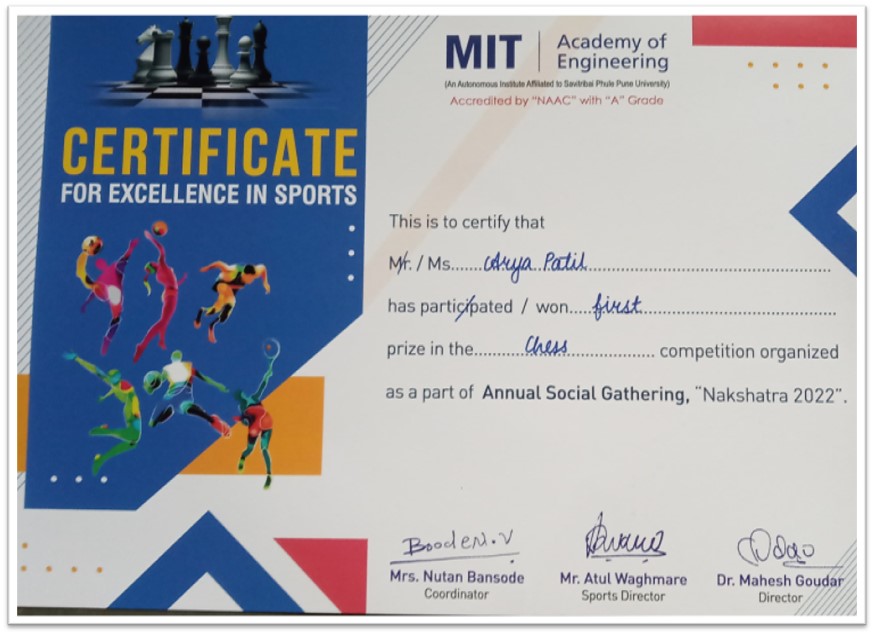 CERTIFICATE
FOR EXCELLENCE IN SPORTS
MIT Academy of Engineering
(An Autonomous Institute Affiliated to Savitribai Phule Pune University)
Accredited by "NAAC" with "A" Grade
This is to certify that
Mr. / Ms......Arya Patil......
has participated / won.....first......
prize in the......Chess...... competition organized
as a part of Annual Social Gathering, "Nakshatra 2022".
Mrs. Nutan Bansode
Coordinator
Mr. Atul Waghmare
Sports Director
Dr. Mahesh Goudar
Director